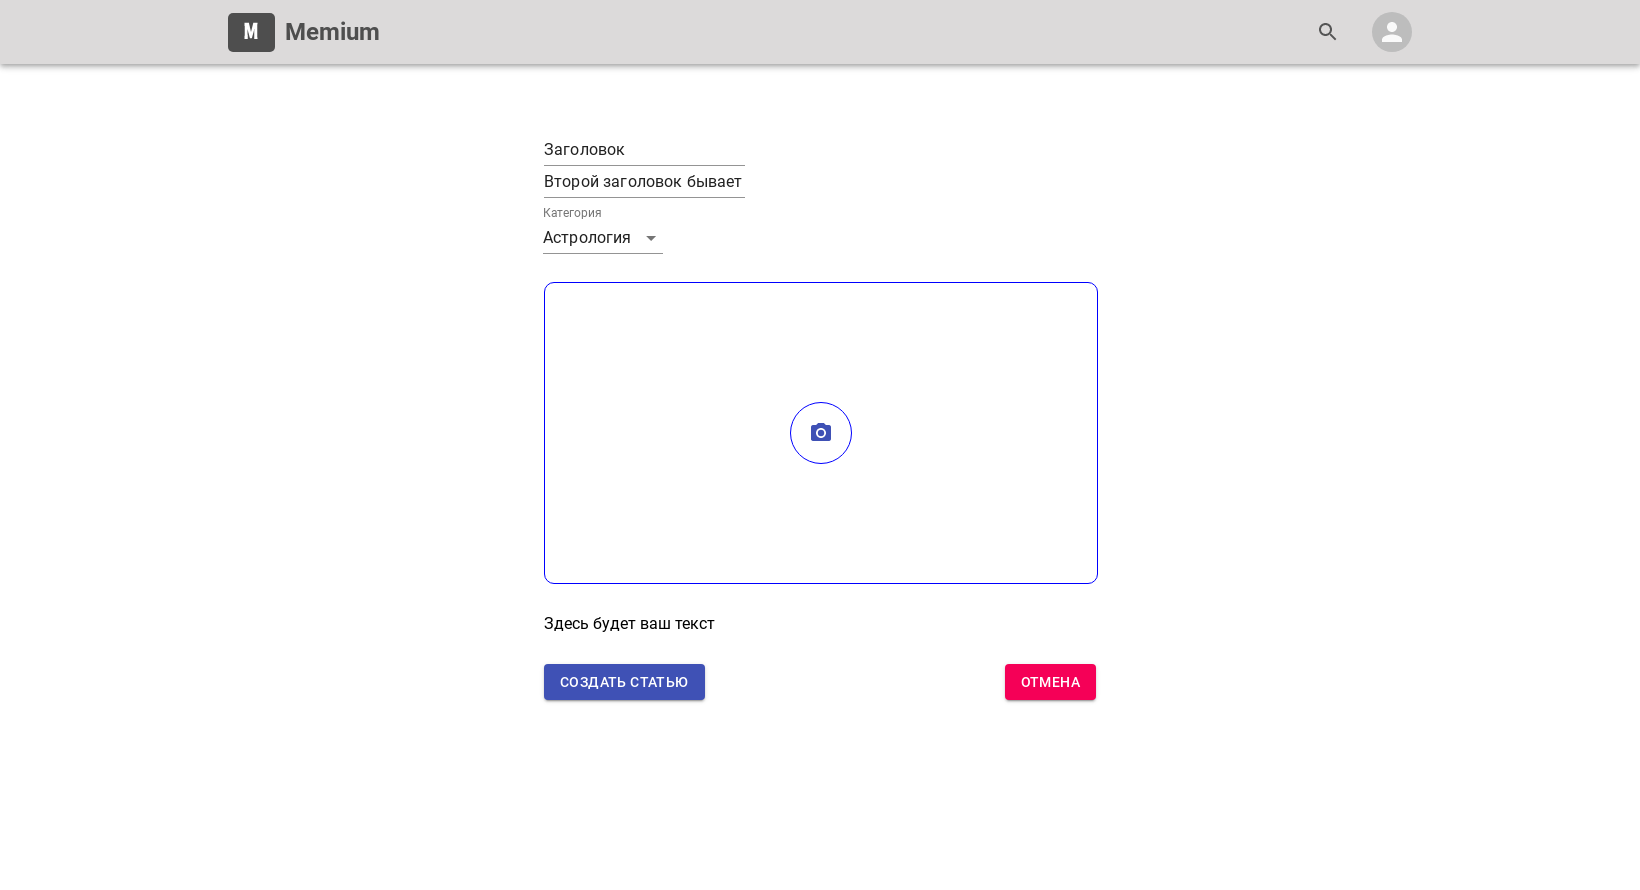 M
Memium
Заголовок
Второй заголовок бывает
Категория
Астрология
Здесь будет ваш текст
СОЗДАТЬ СТАТЬЮ
ОТМЕНА